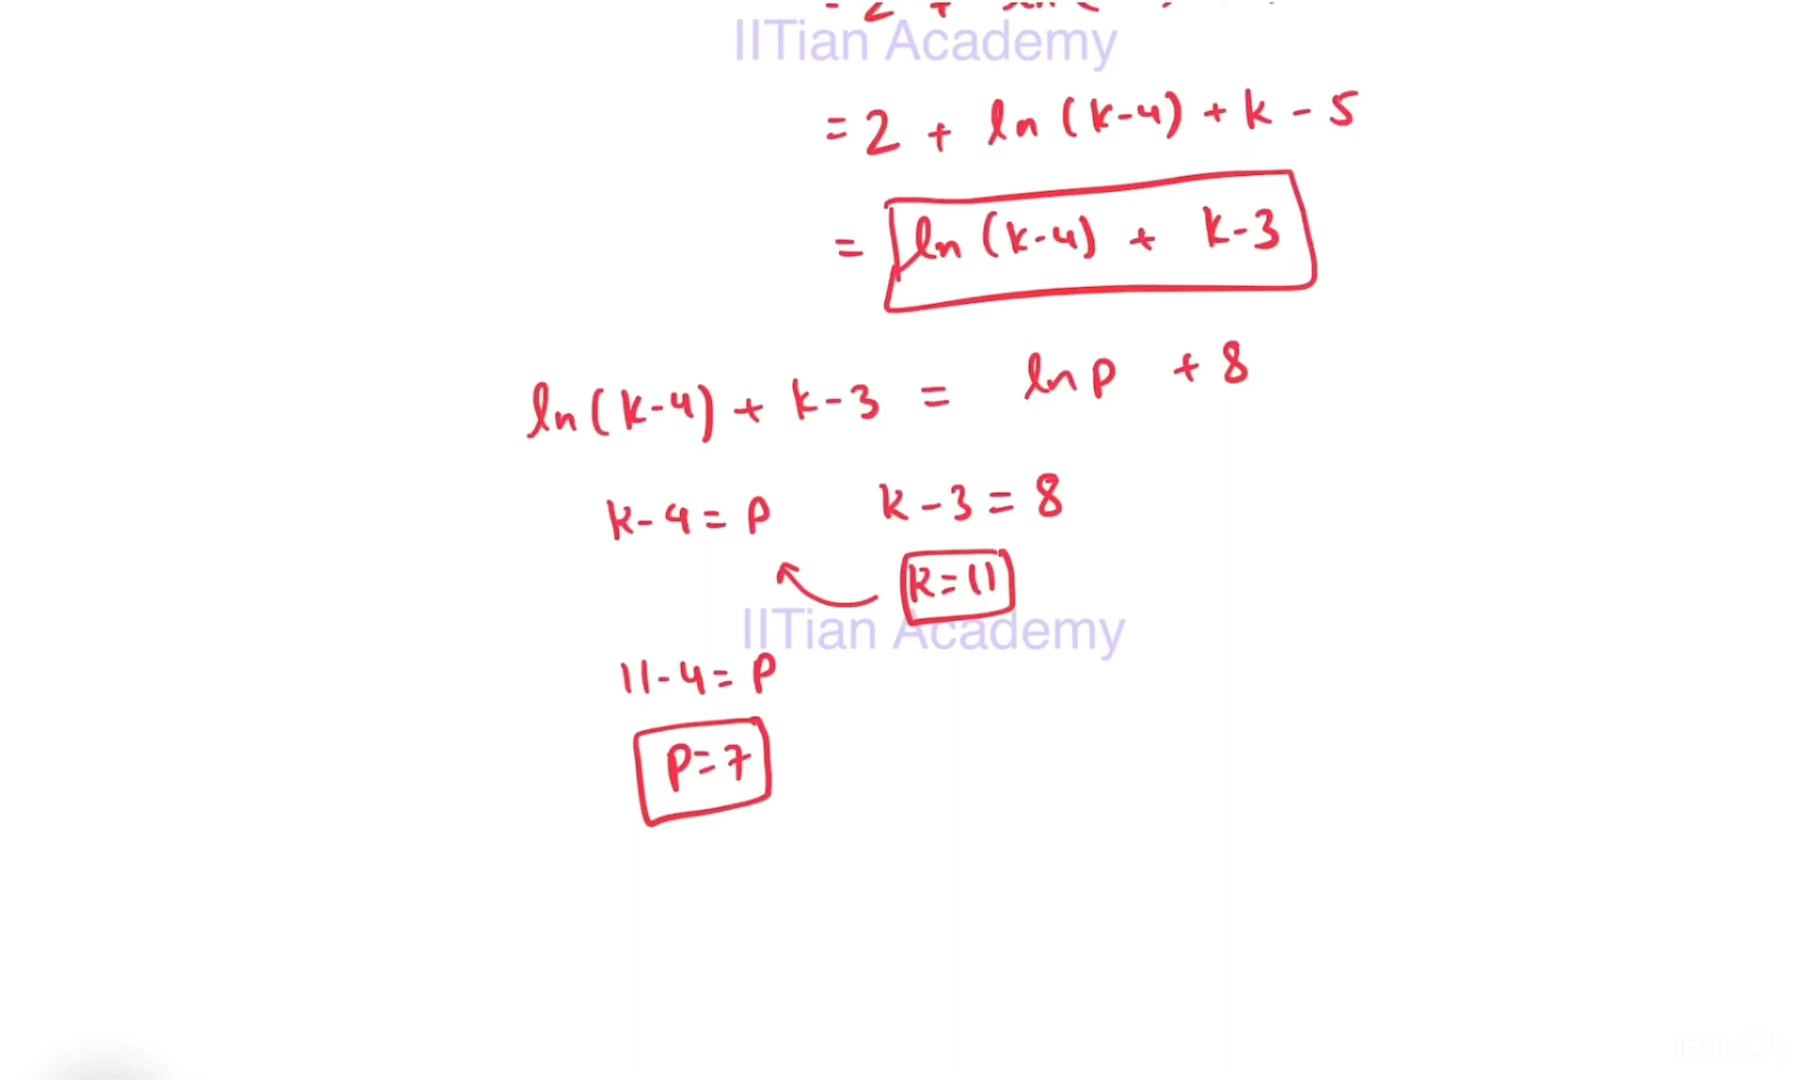 IITian Academy
= 2 + ln (k-4) + k - 5
= ln (k-4) + k-3
ln (k-4) + k-3 = ln p + 8
k-4 = p k-3 = 8
k = 11
IITian Academy
11-4 = p
p = 7